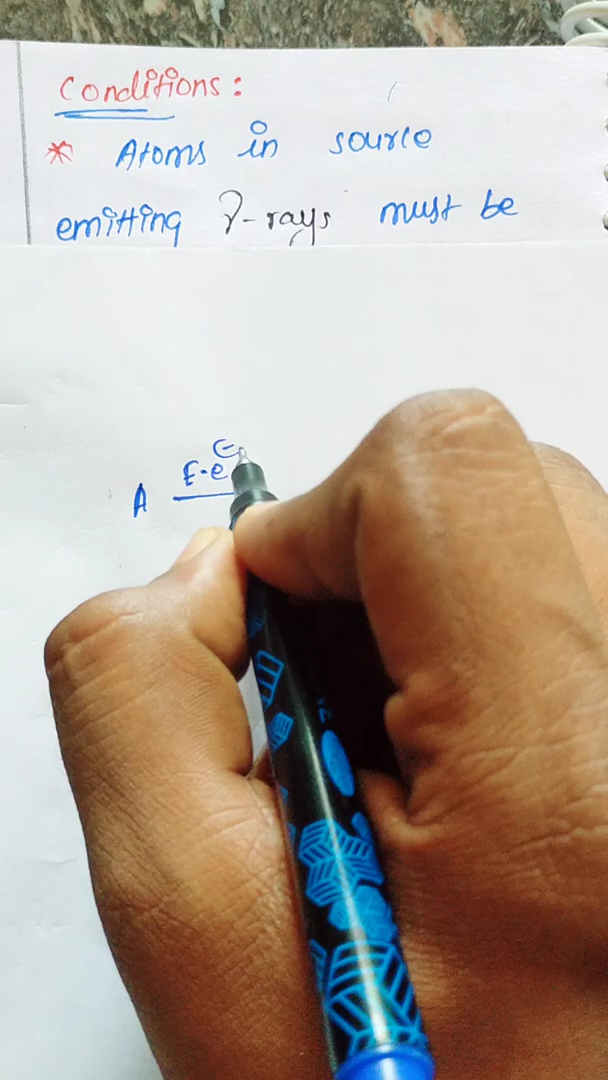 Conditions:
* Atoms in source
emitting γ-rays must be
A E·e